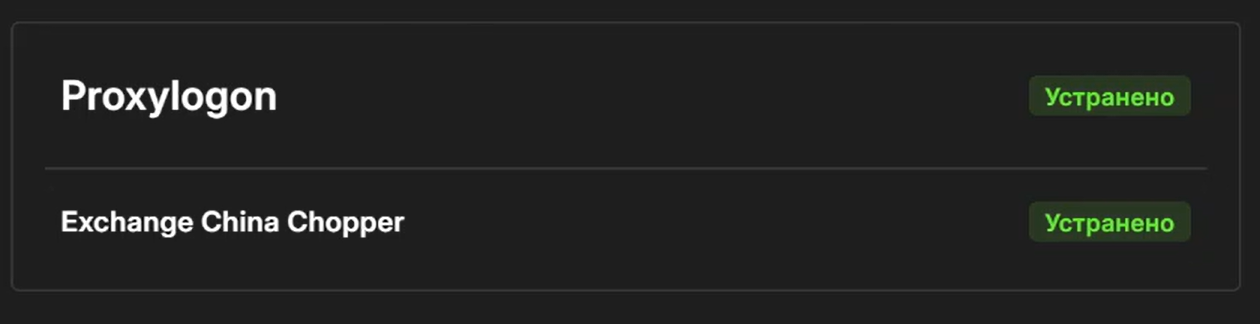 Proxylogon
Устранено
Exchange China Chopper
Устранено